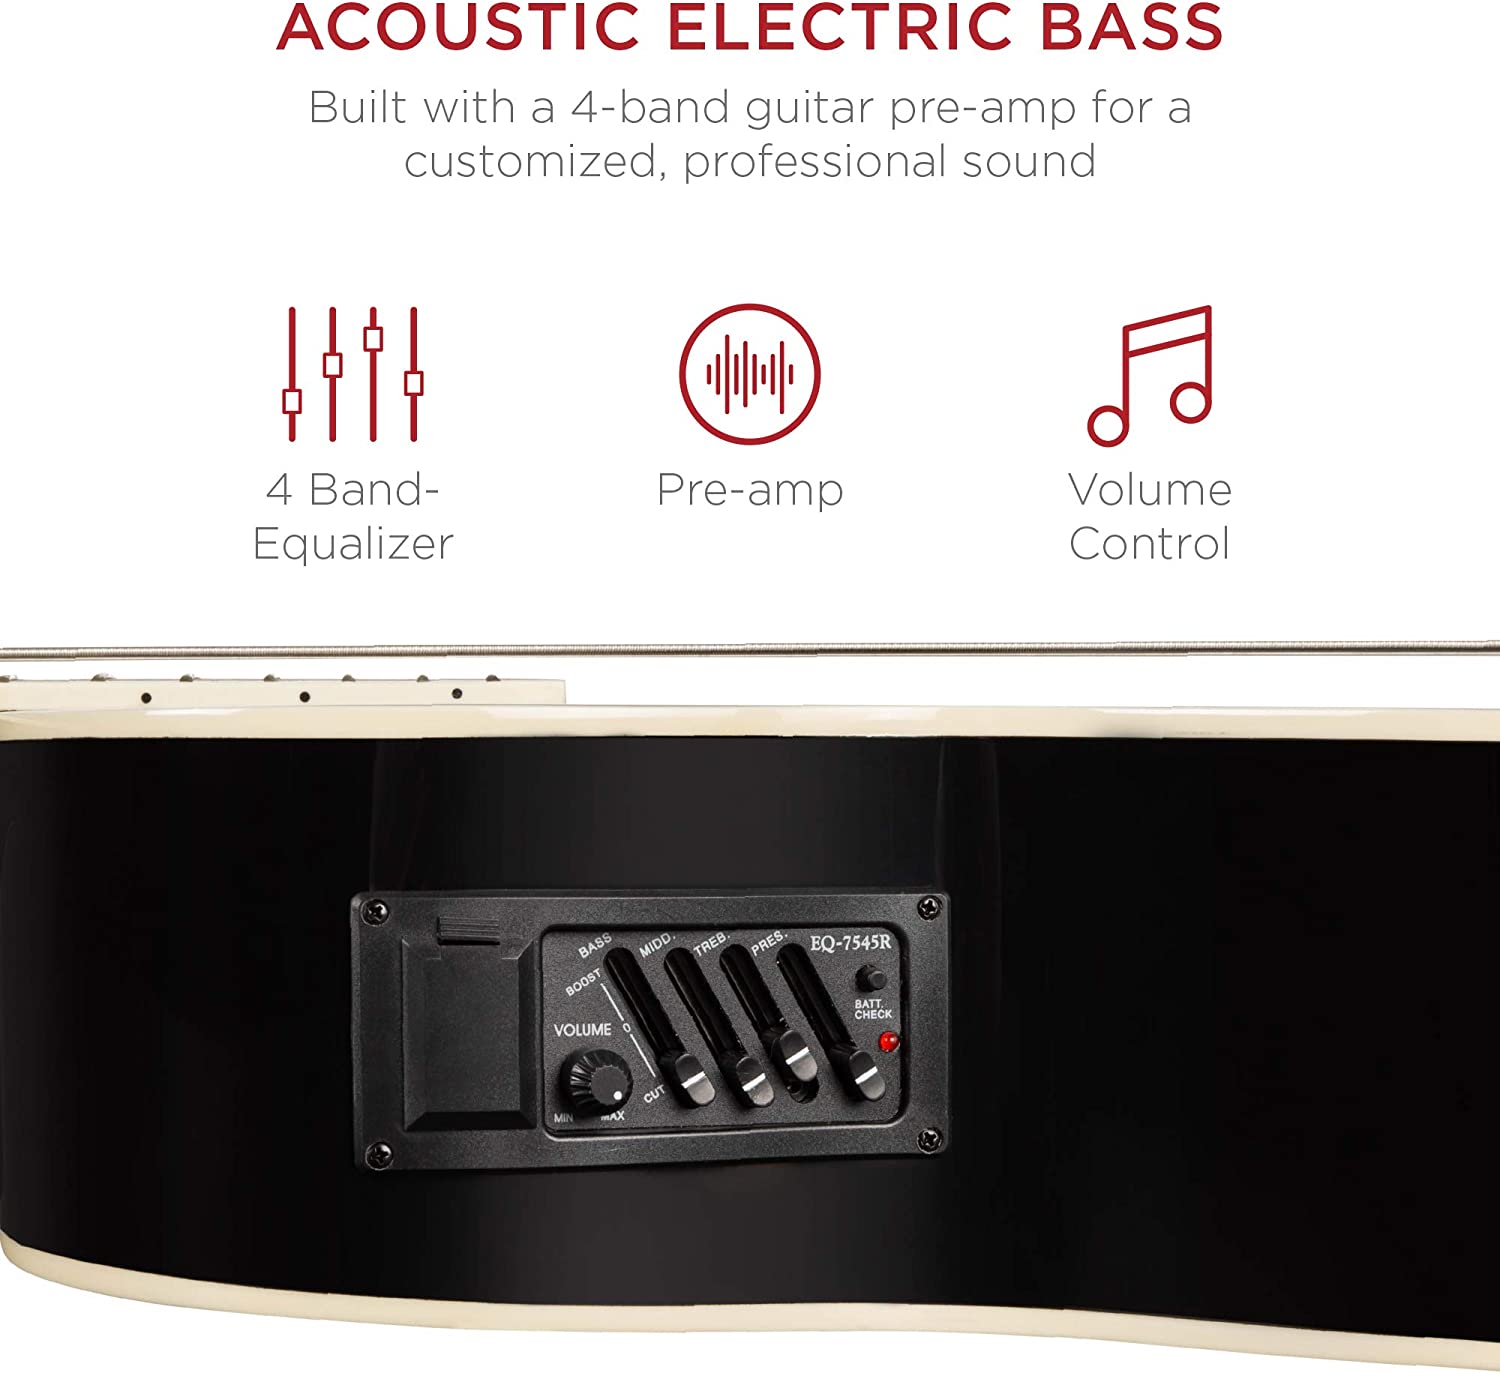 ACOUSTIC ELECTRIC BASS
Built with a 4-band guitar pre-amp for a
customized, professional sound
4 Band-
Equalizer
Pre-amp
Volume
Control
BASS
MIDD.
TREB.
PRES.
EQ-7545R
BOOST
BATT.
CHECK
VOLUME
0
CUT
MIN
MAX